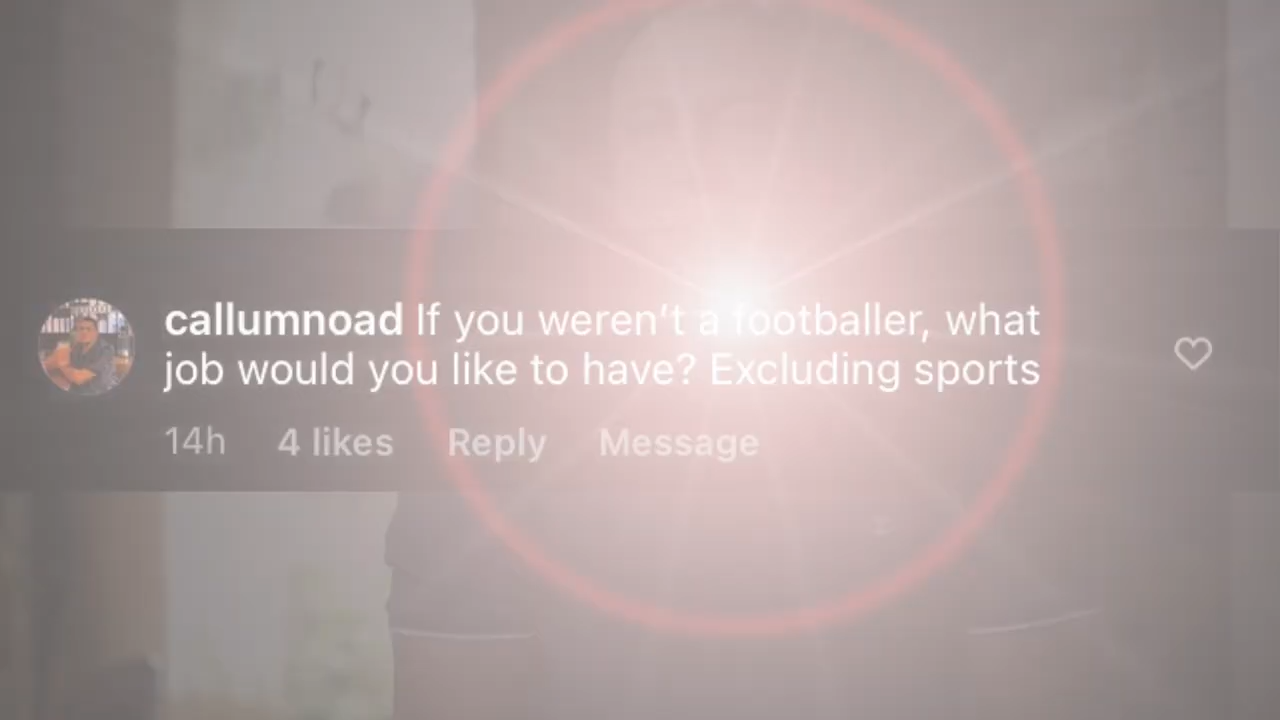 callumnoad If you weren’t a footballer, what
job would you like to have? Excluding sports
14h 4 likes Reply Message